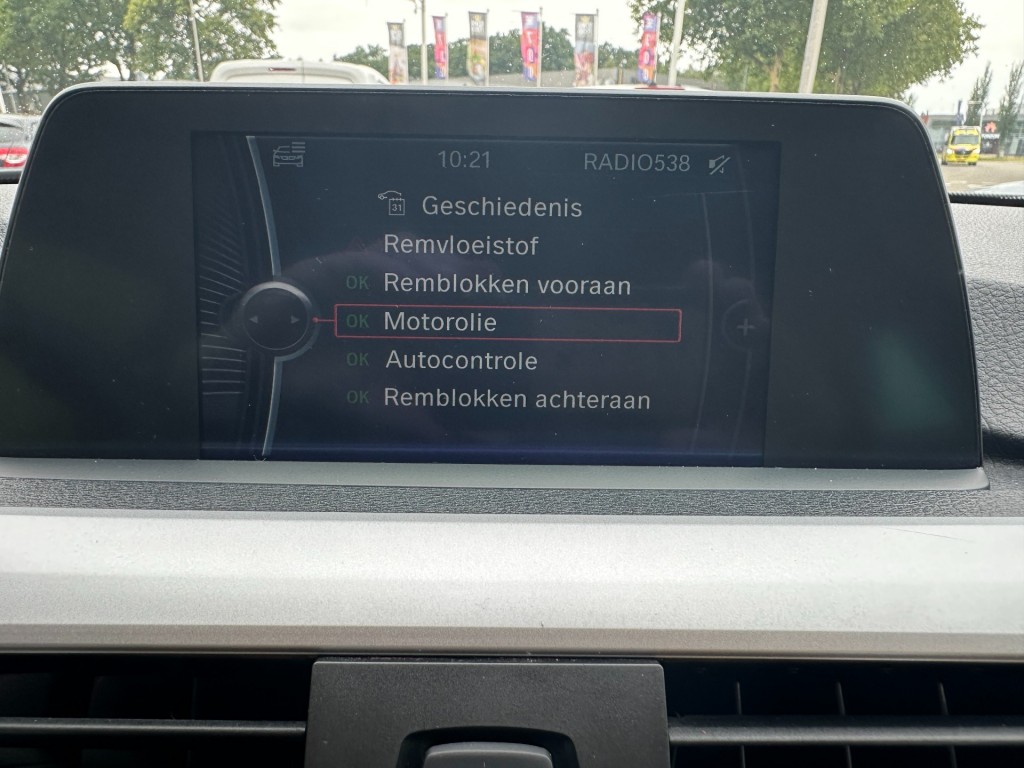 10:21 RADIO538
31 Geschiedenis
Remvloeistof
OK Remblokken vooraan
OK Motorolie
OK Autocontrole
OK Remblokken achteraan